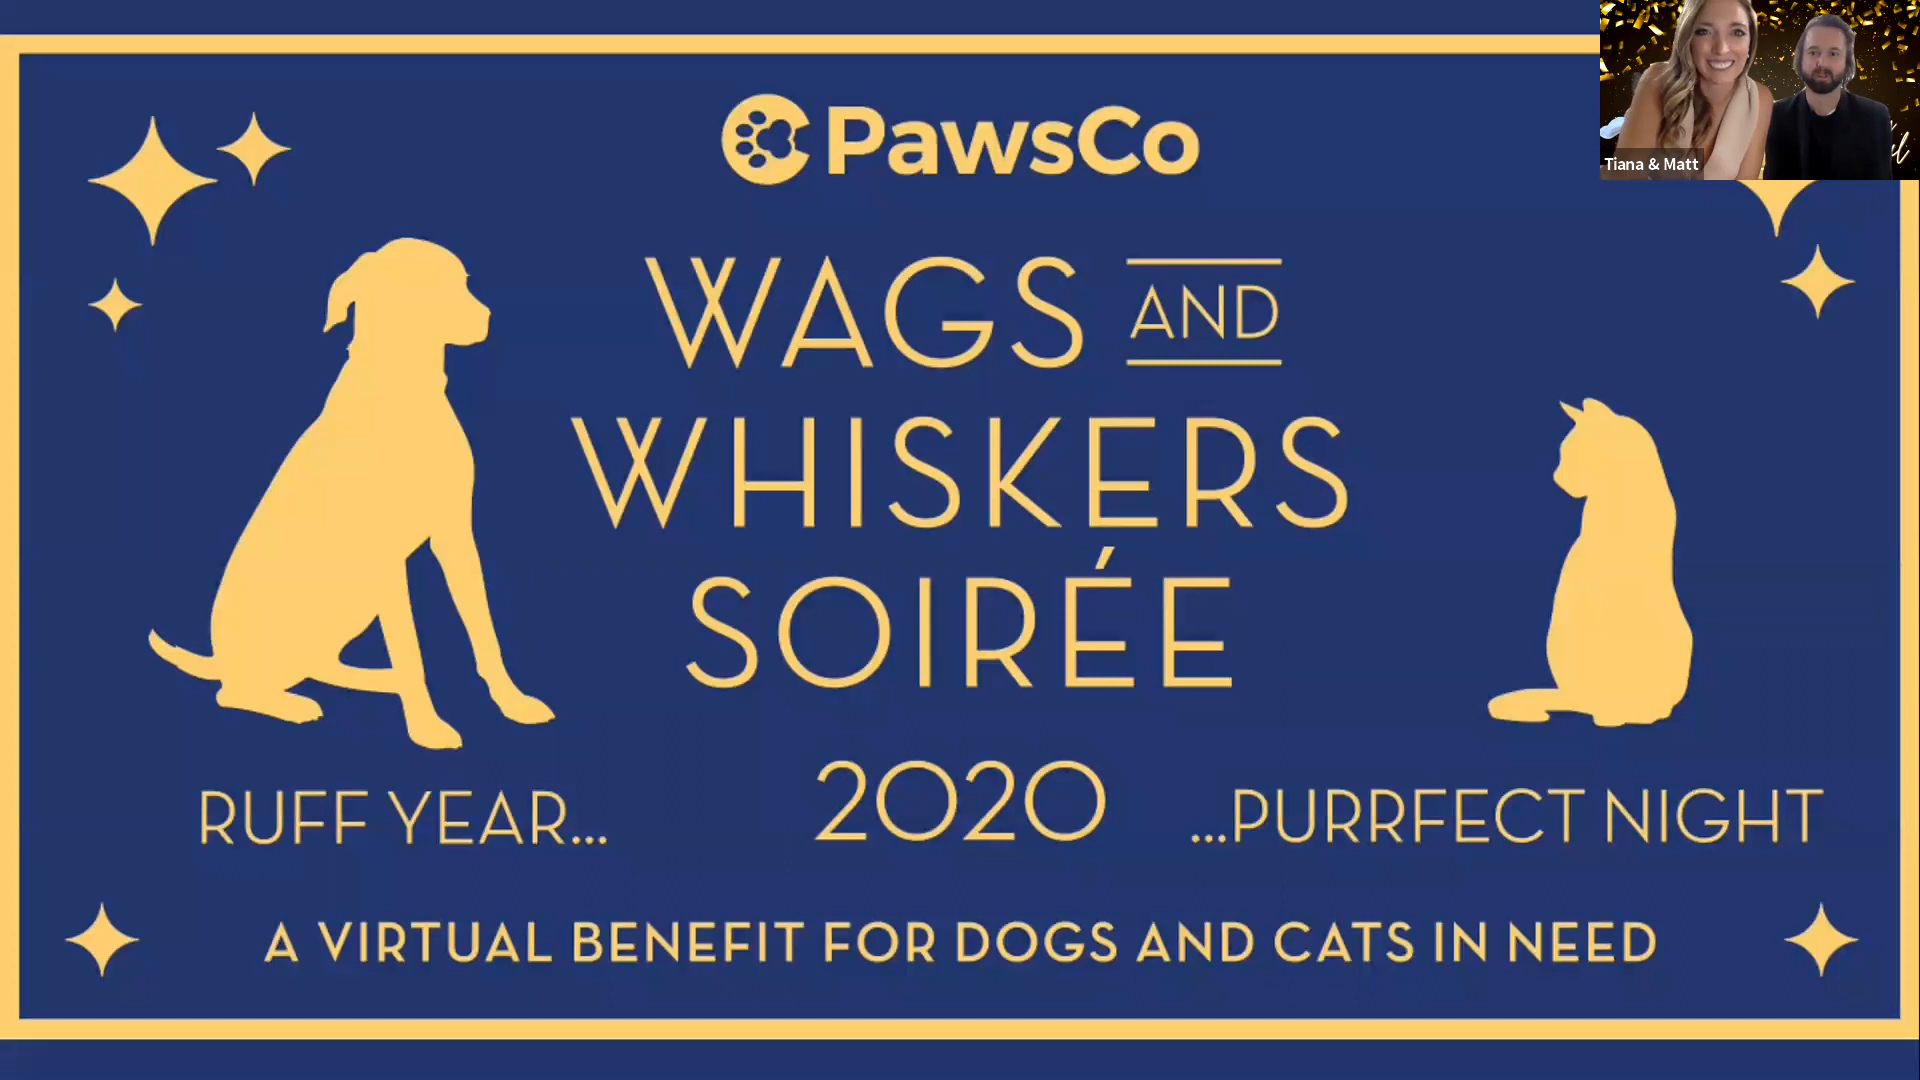 PawsCo
Tiana & Matt
WAGS AND
WHISKERS
SOIRÉE
2020
RUFF YEAR...
...PURRFECT NIGHT
A VIRTUAL BENEFIT FOR DOGS AND CATS IN NEED